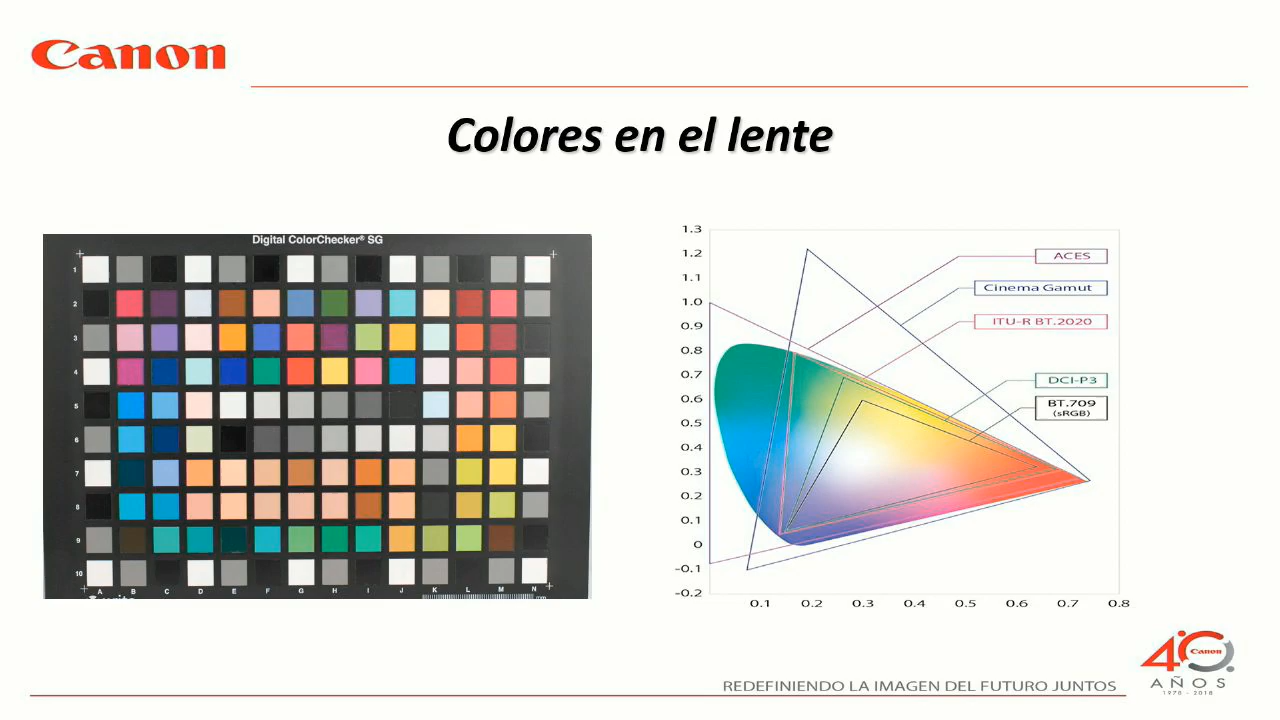 Canon
Colores en el lente
Digital ColorChecker® SG
1
2
3
4
5
6
7
8
9
10
A B C D E F G H I J K L M N
mm
1.3
1.2
1.1
1.0
0.9
0.8
0.7
0.6
0.5
0.4
0.3
0.2
0.1
0
-0.1
-0.2
0.1 0.2 0.3 0.4 0.5 0.6 0.7 0.8
ACES
Cinema Gamut
ITU-R BT.2020
DCI-P3
BT.709
(sRGB)
REDEFINIENDO LA IMAGEN DEL FUTURO JUNTOS
40
Canon
AÑOS
1978 - 2018